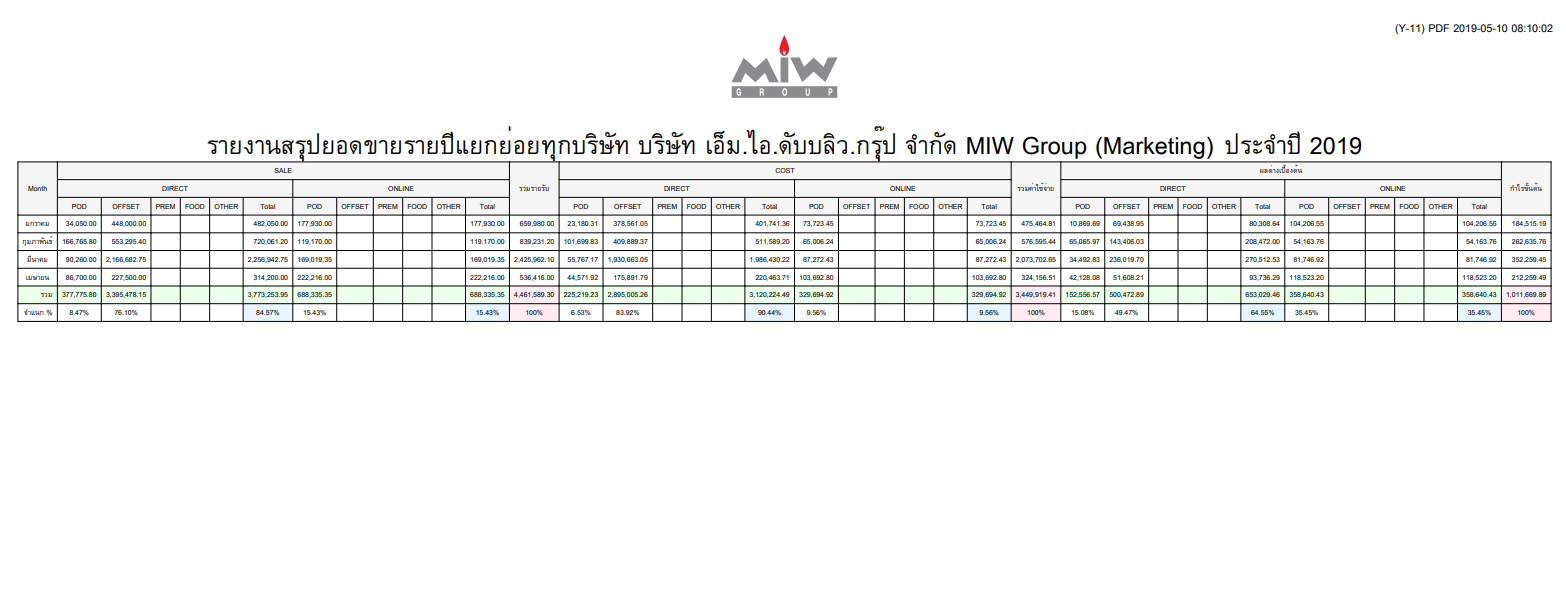 (Y-11) PDF 2019-05-10 08:10:02
MiW
GROUP
รายงานสรุปยอดขายรายปีแยกย่อยทุกบริษัท บริษัท เอ็ม.ไอ.ดับบลิว.กรุ๊ป จำกัด MIW Group (Marketing) ประจำปี 2019
Month SALE รวมรายรับ COST รวมค่าใช้จ่าย ผลต่างเบื้องต้น กำไรขั้นต้น
DIRECT ONLINE DIRECT ONLINE DIRECT ONLINE
POD OFFSET PREM FOOD OTHER Total POD OFFSET PREM FOOD OTHER Total POD OFFSET PREM FOOD OTHER Total POD OFFSET PREM FOOD OTHER Total POD OFFSET PREM FOOD OTHER Total POD OFFSET PREM FOOD OTHER Total
มกราคม 34,050.00 448,000.00 482,050.00 177,930.00 177,930.00 659,980.00 23,180.31 378,561.05 401,741.36 73,723.45 73,723.45 475,464.81 10,869.69 69,438.95 80,308.64 104,206.55 104,206.55 184,515.19
กุมภาพันธ์ 166,765.80 553,295.40 720,061.20 119,170.00 119,170.00 839,231.20 101,699.83 409,889.37 511,589.20 65,006.24 65,006.24 576,595.44 65,065.97 143,406.03 208,472.00 54,163.76 54,163.76 262,635.76
มีนาคม 90,260.00 2,166,682.75 2,256,942.75 169,019.35 169,019.35 2,425,962.10 55,767.17 1,930,663.05 1,986,430.22 87,272.43 87,272.43 2,073,702.65 34,492.83 236,019.70 270,512.53 81,746.92 81,746.92 352,259.45
เมษายน 86,700.00 227,500.00 314,200.00 222,216.00 222,216.00 536,416.00 44,571.92 175,891.79 220,463.71 103,692.80 103,692.80 324,156.51 42,128.08 51,608.21 93,736.29 118,523.20 118,523.20 212,259.49
รวม 377,775.80 3,395,478.15 3,773,253.95 688,335.35 688,335.35 4,461,589.30 225,219.23 2,895,005.26 3,120,224.49 329,694.92 329,694.92 3,449,919.41 152,556.57 500,472.89 653,029.46 358,640.43 358,640.43 1,011,669.89
จำแนก % 8.47% 76.10% 84.57% 15.43% 15.43% 100% 6.53% 83.92% 90.44% 9.56% 9.56% 100% 15.08% 49.47% 64.55% 35.45% 35.45% 100%